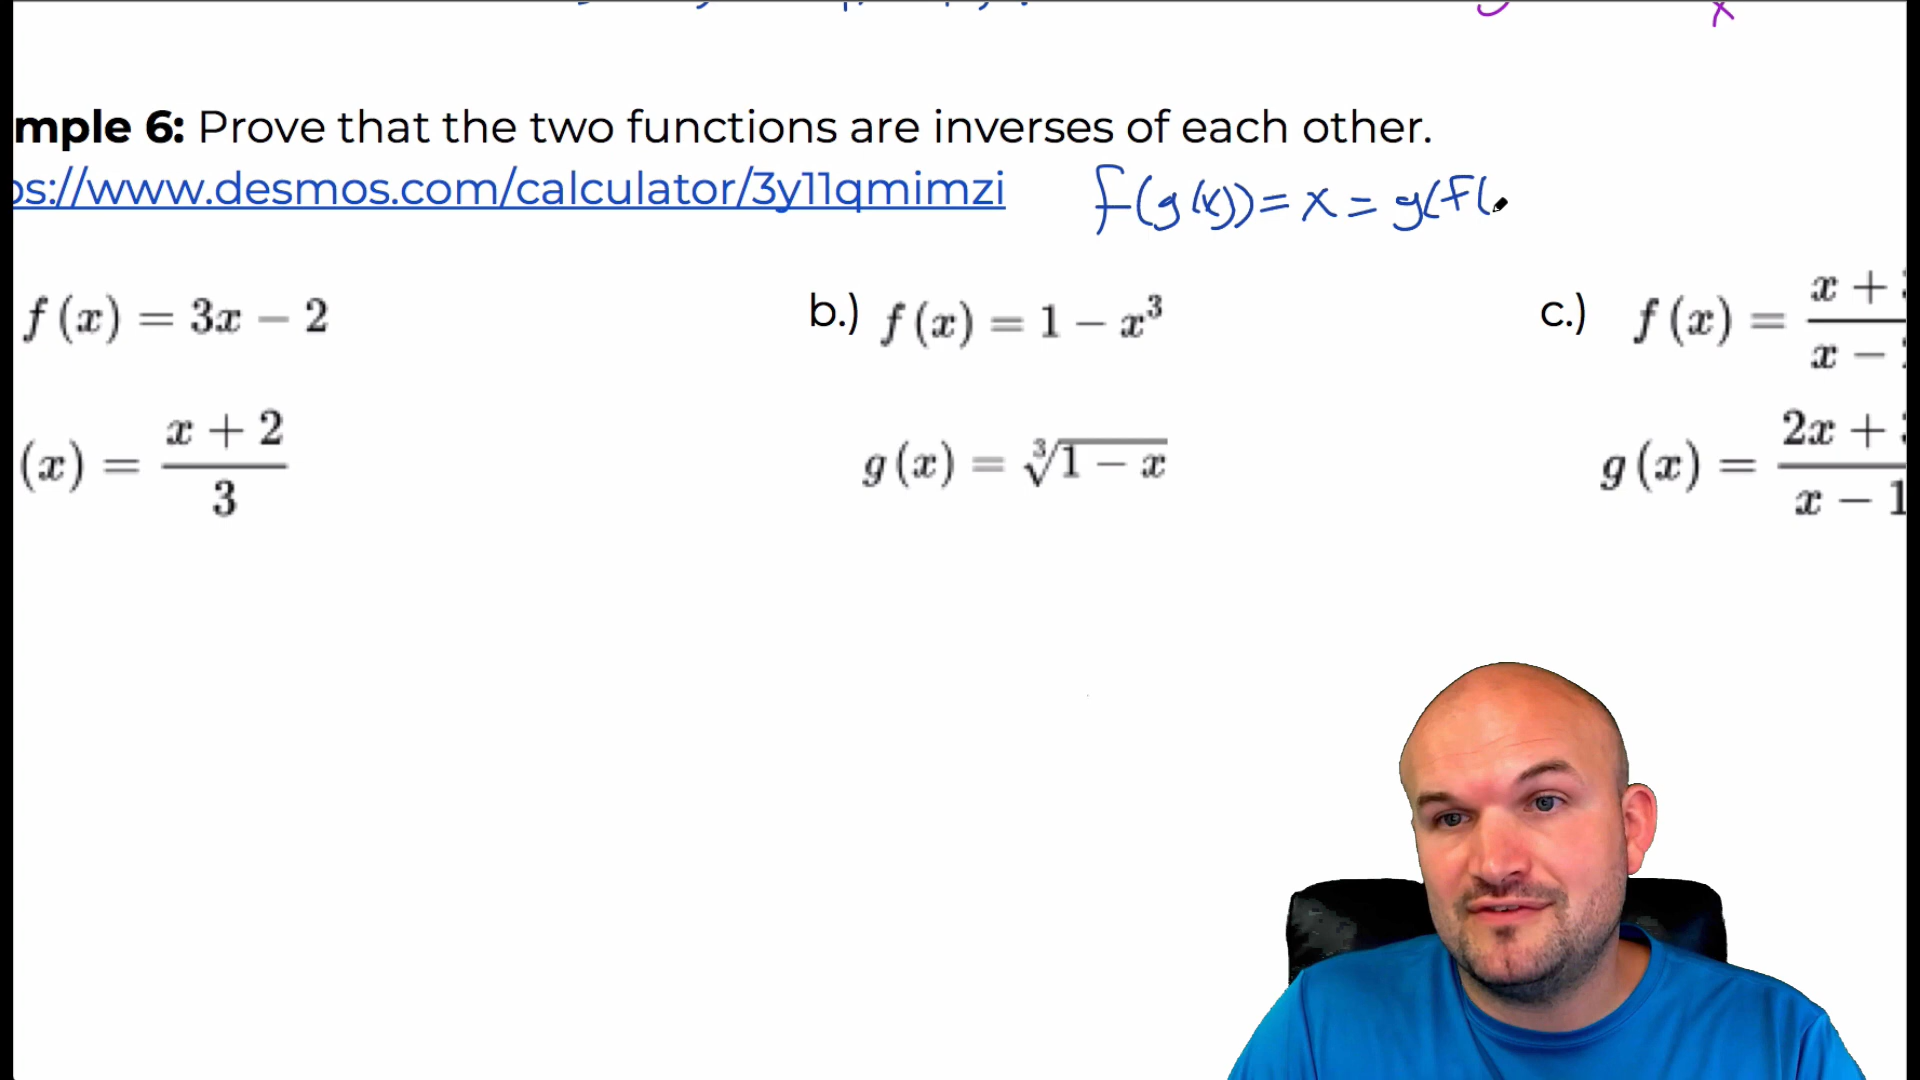 mple 6: Prove that the two functions are inverses of each other.
ps://www.desmos.com/calculator/3y11qmimzi f(g(x)) = x = g(f(
f(x) = 3x − 2
b.) f(x) = 1 − x³
c.) f(x) = x + / x −
(x) = x + 2 / 3
g(x) = ∛1 − x
g(x) = 2x + / x − 1